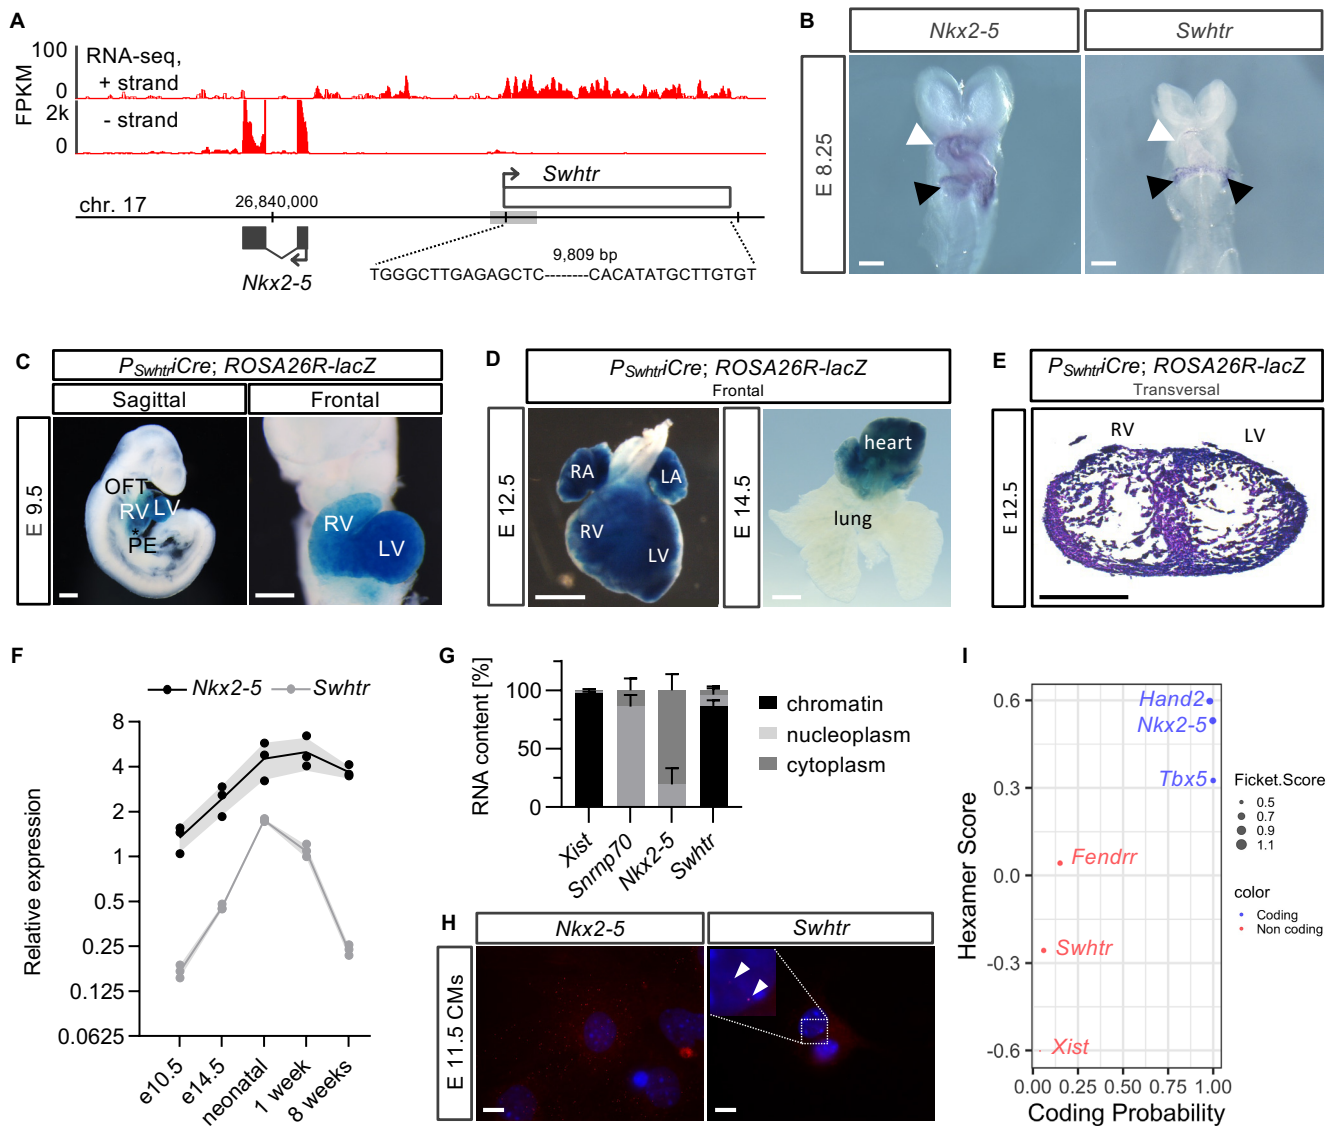 A
RNA-seq,
+ strand
- strand
FPKM
100
0
2k
0
Swhtr
chr. 17
26,840,000
Nkx2-5
9,809 bp
TGGGCTTGAGAGCTC--------CACATATGCTTGTGT
B
Nkx2-5
Swhtr
E 8.25
C
PSwhtriCre; ROSA26R-lacZ
Sagittal
Frontal
E 9.5
OFT
RV
LV
*
PE
RV
LV
D
PSwhtriCre; ROSA26R-lacZ
Frontal
E 12.5
RA
LA
RV
LV
E 14.5
heart
lung
E
PSwhtriCre; ROSA26R-lacZ
Transversal
E 12.5
RV
LV
F
Nkx2-5
Swhtr
Relative expression
8
4
2
1
0.5
0.25
0.125
0.0625
e10.5
e14.5
neonatal
1 week
8 weeks
G
RNA content [%]
100
50
0
Xist
Snrnp70
Nkx2-5
Swhtr
chromatin
nucleoplasm
cytoplasm
H
Nkx2-5
Swhtr
E 11.5 CMs
I
Hexamer Score
0.6
0.3
0.0
-0.3
-0.6
Hand2
Nkx2-5
Tbx5
Fendrr
Swhtr
Xist
0.00
0.25
0.50
0.75
1.00
Coding Probability
Ficket.Score
0.5
0.7
0.9
1.1
color
Coding
Non coding